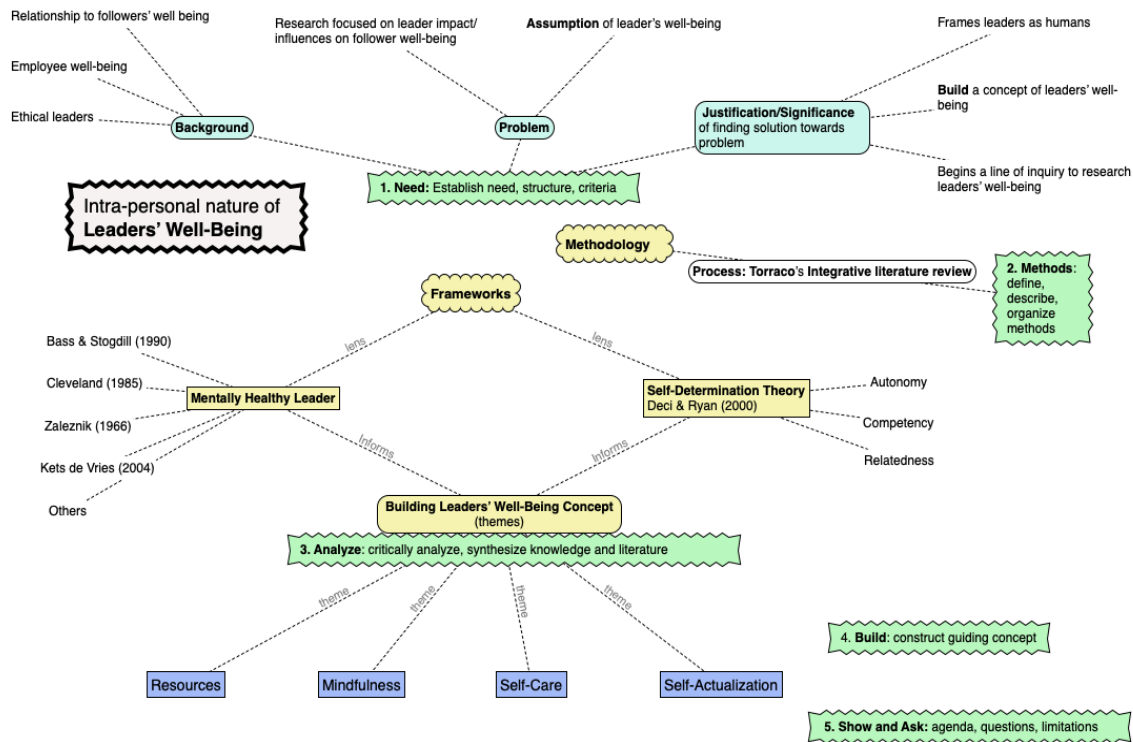 Relationship to followers' well being
Employee well-being
Ethical leaders
Background
Research focused on leader impact/
influences on follower well-being
Assumption of leader's well-being
Problem
Frames leaders as humans
Build a concept of leaders' well-
being
Begins a line of inquiry to research
leaders' well-being
Justification/Significance
of finding solution towards
problem
1. Need: Establish need, structure, criteria
Intra-personal nature of
Leaders' Well-Being
Methodology
Process: Torraco's Integrative literature review
2. Methods:
define,
describe,
organize
methods
Frameworks
lens
lens
Bass & Stogdill (1990)
Cleveland (1985)
Zaleznik (1966)
Kets de Vries (2004)
Others
Mentally Healthy Leader
Self-Determination Theory
Deci & Ryan (2000)
Autonomy
Competency
Relatedness
Informs
Informs
Building Leaders' Well-Being Concept
(themes)
3. Analyze: critically analyze, synthesize knowledge and literature
theme
theme
theme
theme
Resources
Mindfulness
Self-Care
Self-Actualization
4. Build: construct guiding concept
5. Show and Ask: agenda, questions, limitations